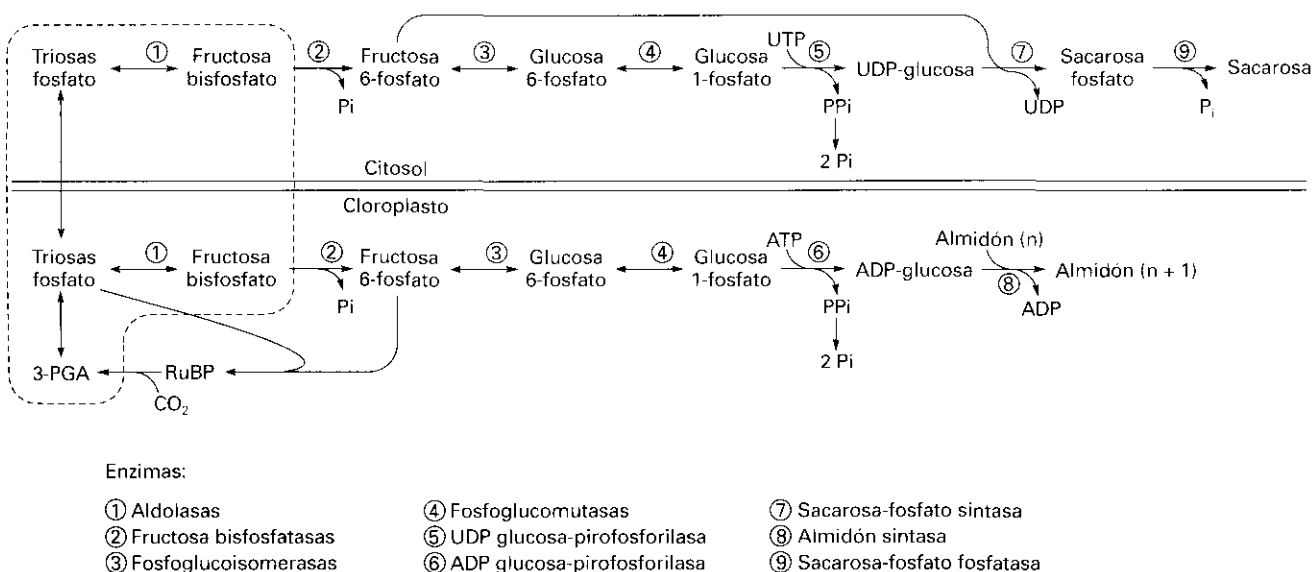 ① ② ③ ④ UTP ⑤ ⑦ ⑨
Triosas fosfato Fructosa bisfosfato Fructosa 6-fosfato Glucosa 6-fosfato Glucosa 1-fosfato UDP-glucosa Sacarosa fosfato Sacarosa
Pi PPi UDP Pi
2 Pi
Citosol
Cloroplasto
① ② ③ ④ ATP ⑥ Almidón (n)
Triosas fosfato Fructosa bisfosfato Fructosa 6-fosfato Glucosa 6-fosfato Glucosa 1-fosfato ADP-glucosa ⑧ Almidón (n + 1)
Pi PPi ADP
2 Pi
3-PGA RuBP
CO₂
Enzimas:
① Aldolasas
② Fructosa bisfosfatasas
③ Fosfoglucoisomerasas
④ Fosfoglucomutasas
⑤ UDP glucosa-pirofosforilasa
⑥ ADP glucosa-pirofosforilasa
⑦ Sacarosa-fosfato sintasa
⑧ Almidón sintasa
⑨ Sacarosa-fosfato fosfatasa